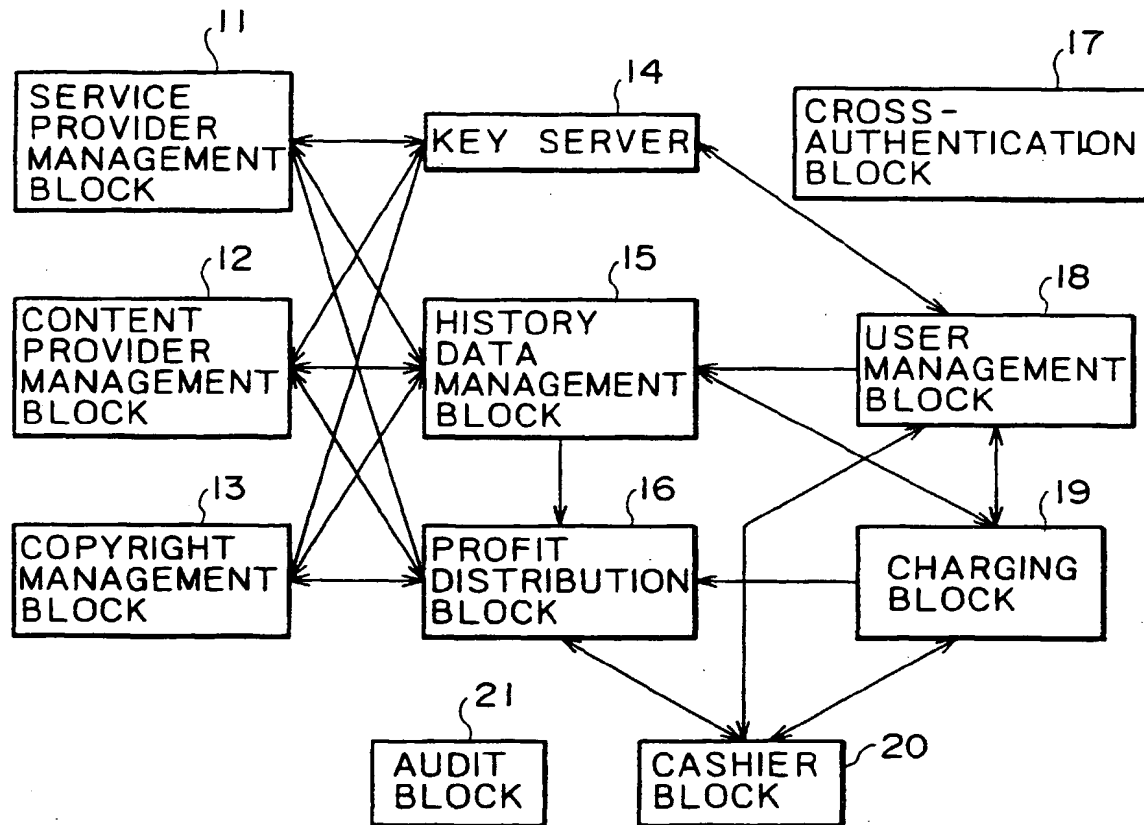 11
SERVICE
PROVIDER
MANAGEMENT
BLOCK
14
KEY SERVER
17
CROSS-
AUTHENTICATION
BLOCK
12
CONTENT
PROVIDER
MANAGEMENT
BLOCK
15
HISTORY
DATA
MANAGEMENT
BLOCK
18
USER
MANAGEMENT
BLOCK
13
COPYRIGHT
MANAGEMENT
BLOCK
16
PROFIT
DISTRIBUTION
BLOCK
19
CHARGING
BLOCK
21
AUDIT
BLOCK
CASHIER
BLOCK
20